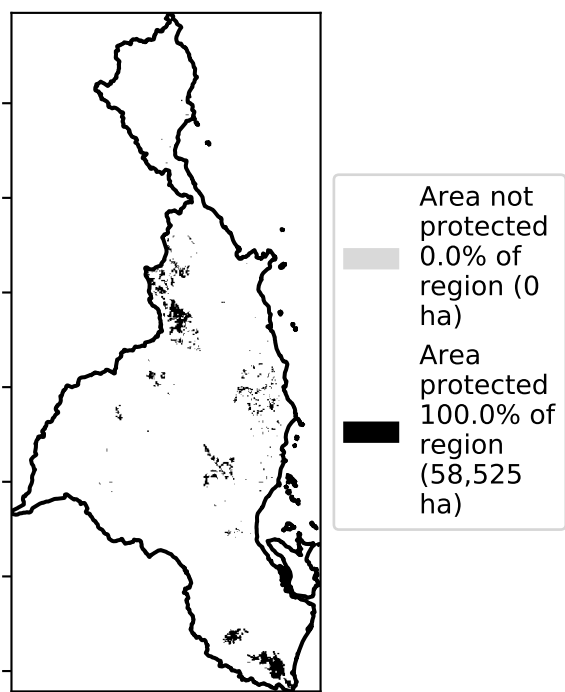 Area not
protected
0.0% of
region (0
ha)
Area
protected
100.0% of
region
(58,525
ha)